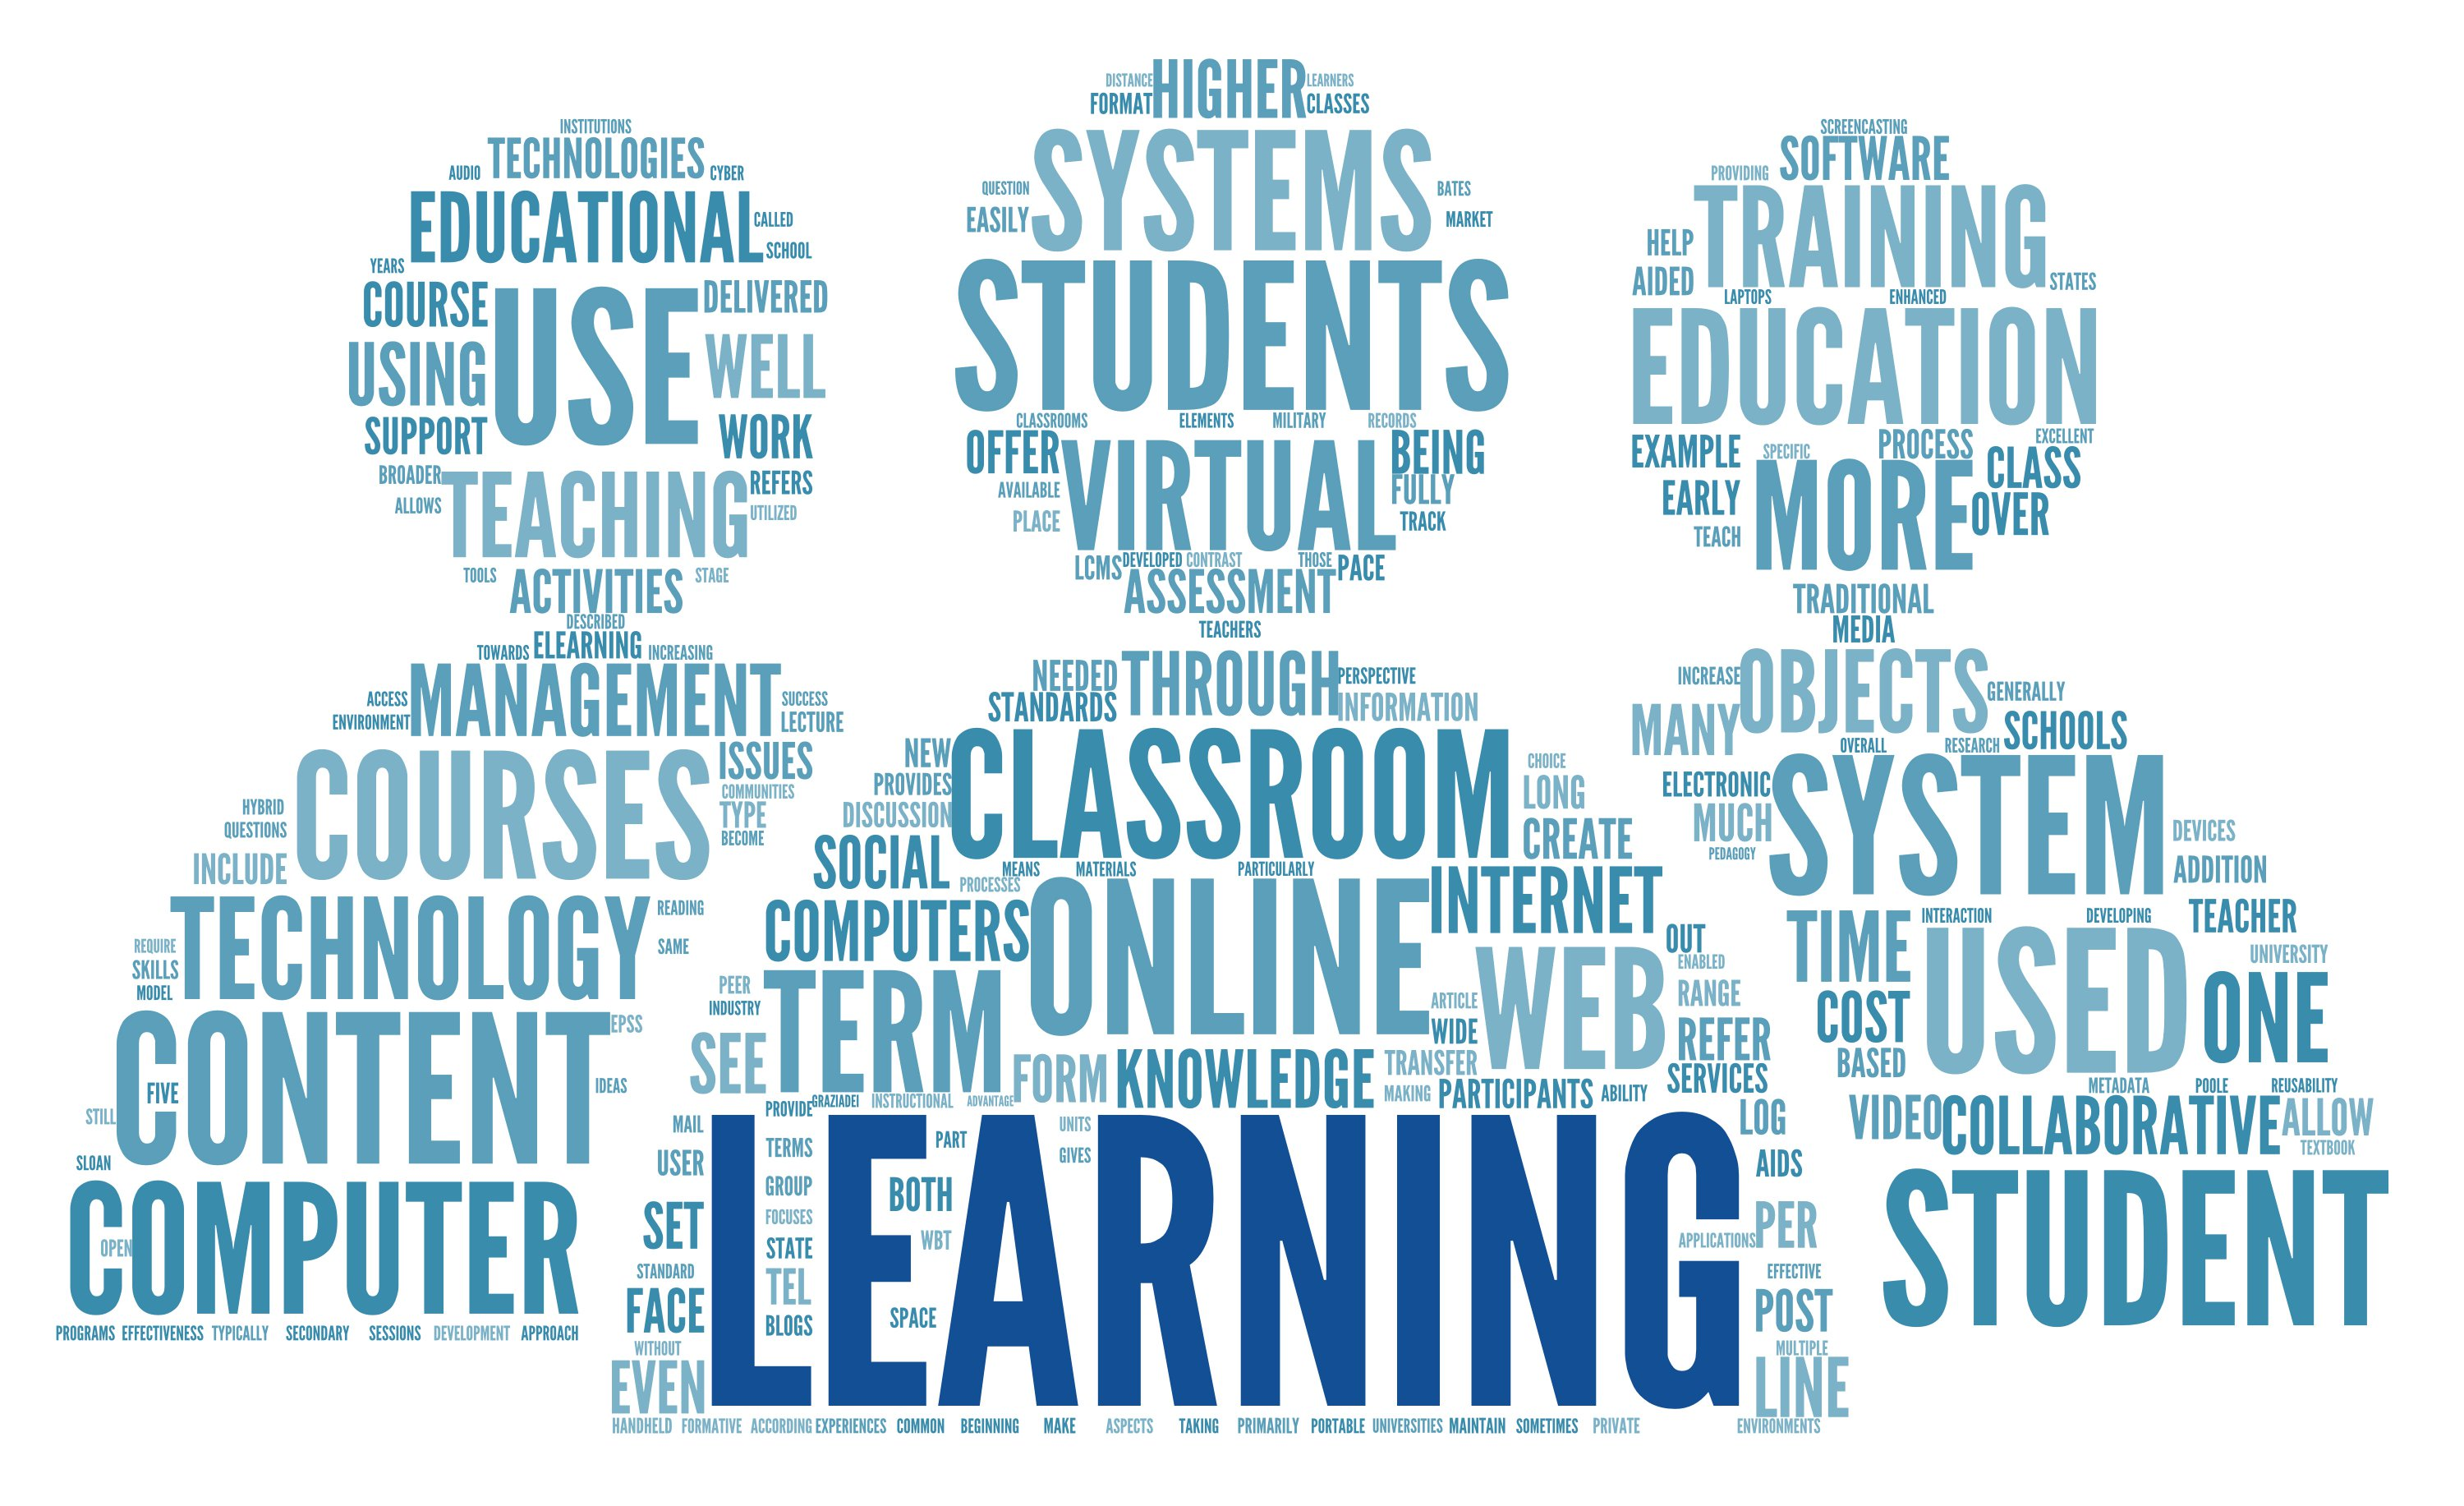 INSTITUTIONS
AUDIO TECHNOLOGIES CYBER
EDUCATIONAL CALLED
SCHOOL
YEARS
COURSE USE DELIVERED
USING WELL
SUPPORT WORK
BROADER TEACHING REFERS
ALLOWS UTILIZED
TOOLS ACTIVITIES STAGE
DESCRIBED
TOWARDS ELEARNING INCREASING
ACCESS MANAGEMENT SUCCESS
ENVIRONMENT LECTURE
COURSES ISSUES
COMMUNITIES
HYBRID TYPE
QUESTIONS BECOME
INCLUDE
TECHNOLOGY READING
REQUIRE SAME
SKILLS
MODEL
CONTENT EPSS
FIVE IDEAS
STILL
SLOAN
COMPUTER
OPEN
PROGRAMS EFFECTIVENESS TYPICALLY SECONDARY SESSIONS DEVELOPMENT APPROACH
DISTANCE HIGHER LEARNERS
FORMAT CLASSES
QUESTION SYSTEMS BATES
EASILY MARKET
STUDENTS
CLASSROOMS ELEMENTS MILITARY RECORDS
OFFER VIRTUAL BEING
AVAILABLE FULLY
PLACE TRACK
LCMS DEVELOPED CONTRAST THOSE PACE
ASSESSMENT
TEACHERS
NEEDED THROUGH PERSPECTIVE
STANDARDS INFORMATION
NEW CLASSROOM CHOICE
PROVIDES LONG
DISCUSSION CREATE
SOCIAL MEANS MATERIALS PARTICULARLY INTERNET
PROCESSES
COMPUTERS ONLINE OUT
ENABLED
PEER TERM WEB RANGE
INDUSTRY ARTICLE
SEE WIDE REFER
FORM KNOWLEDGE TRANSFER SERVICES
MAKING PARTICIPANTS ABILITY
PROVIDE GRAZIADEI INSTRUCTIONAL ADVANTAGE
MAIL LEARNING LOG
TERMS PART UNITS
USER GIVES AIDS
GROUP BOTH
SET FOCUSES PER
STATE WBT APPLICATIONS
STANDARD TEL EFFECTIVE
FACE BLOGS SPACE POST
WITHOUT MULTIPLE
EVEN LINE
HANDHELD FORMATIVE ACCORDING EXPERIENCES COMMON BEGINNING MAKE ASPECTS TAKING PRIMARILY PORTABLE UNIVERSITIES MAINTAIN SOMETIMES PRIVATE ENVIRONMENTS
SCREENCASTING
PROVIDING SOFTWARE
HELP TRAINING
AIDED STATES
LAPTOPS ENHANCED
EDUCATION
EXAMPLE SPECIFIC PROCESS EXCELLENT
CLASS
EARLY MORE OVER
TEACH
TRADITIONAL
MEDIA
INCREASE OBJECTS GENERALLY
MANY SCHOOLS
OVERALL RESEARCH
ELECTRONIC SYSTEM
MUCH DEVICES
PEDAGOGY ADDITION
TIME INTERACTION DEVELOPING TEACHER
USED UNIVERSITY
COST ONE
BASED
METADATA POOLE REUSABILITY
VIDEO COLLABORATIVE ALLOW
TEXTBOOK
STUDENT